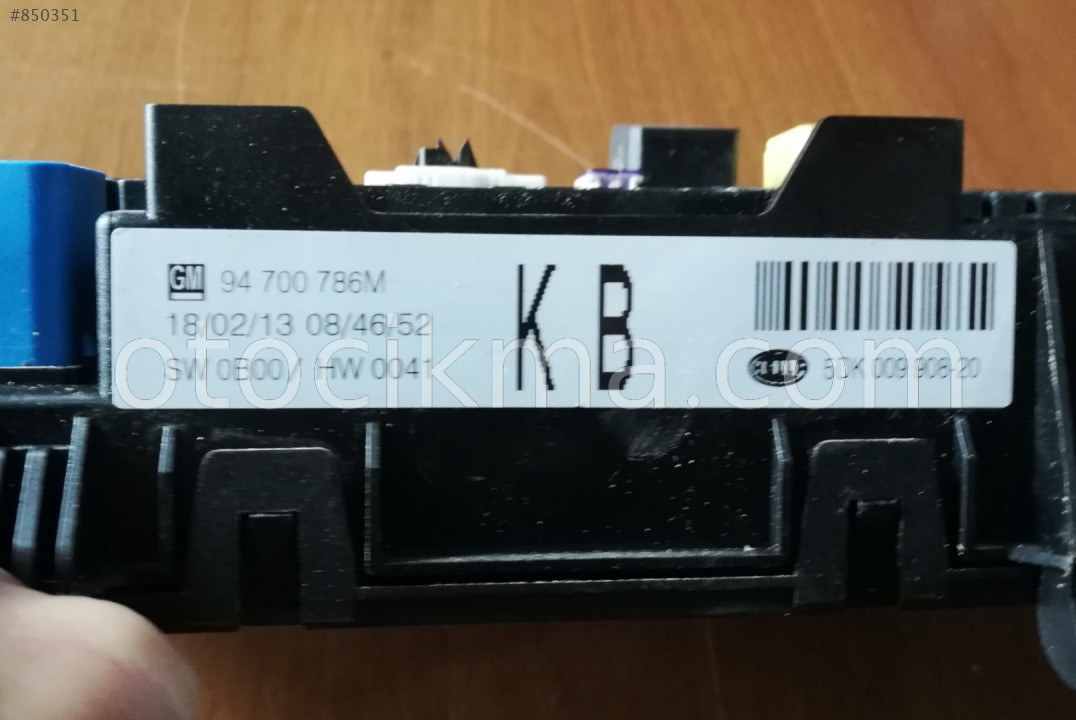 #850351
GM 94 700 786M
18/02/13 08/46/52
SW 0B00/ HW 0041
K B
5DK 009 908-20
otocikma.com